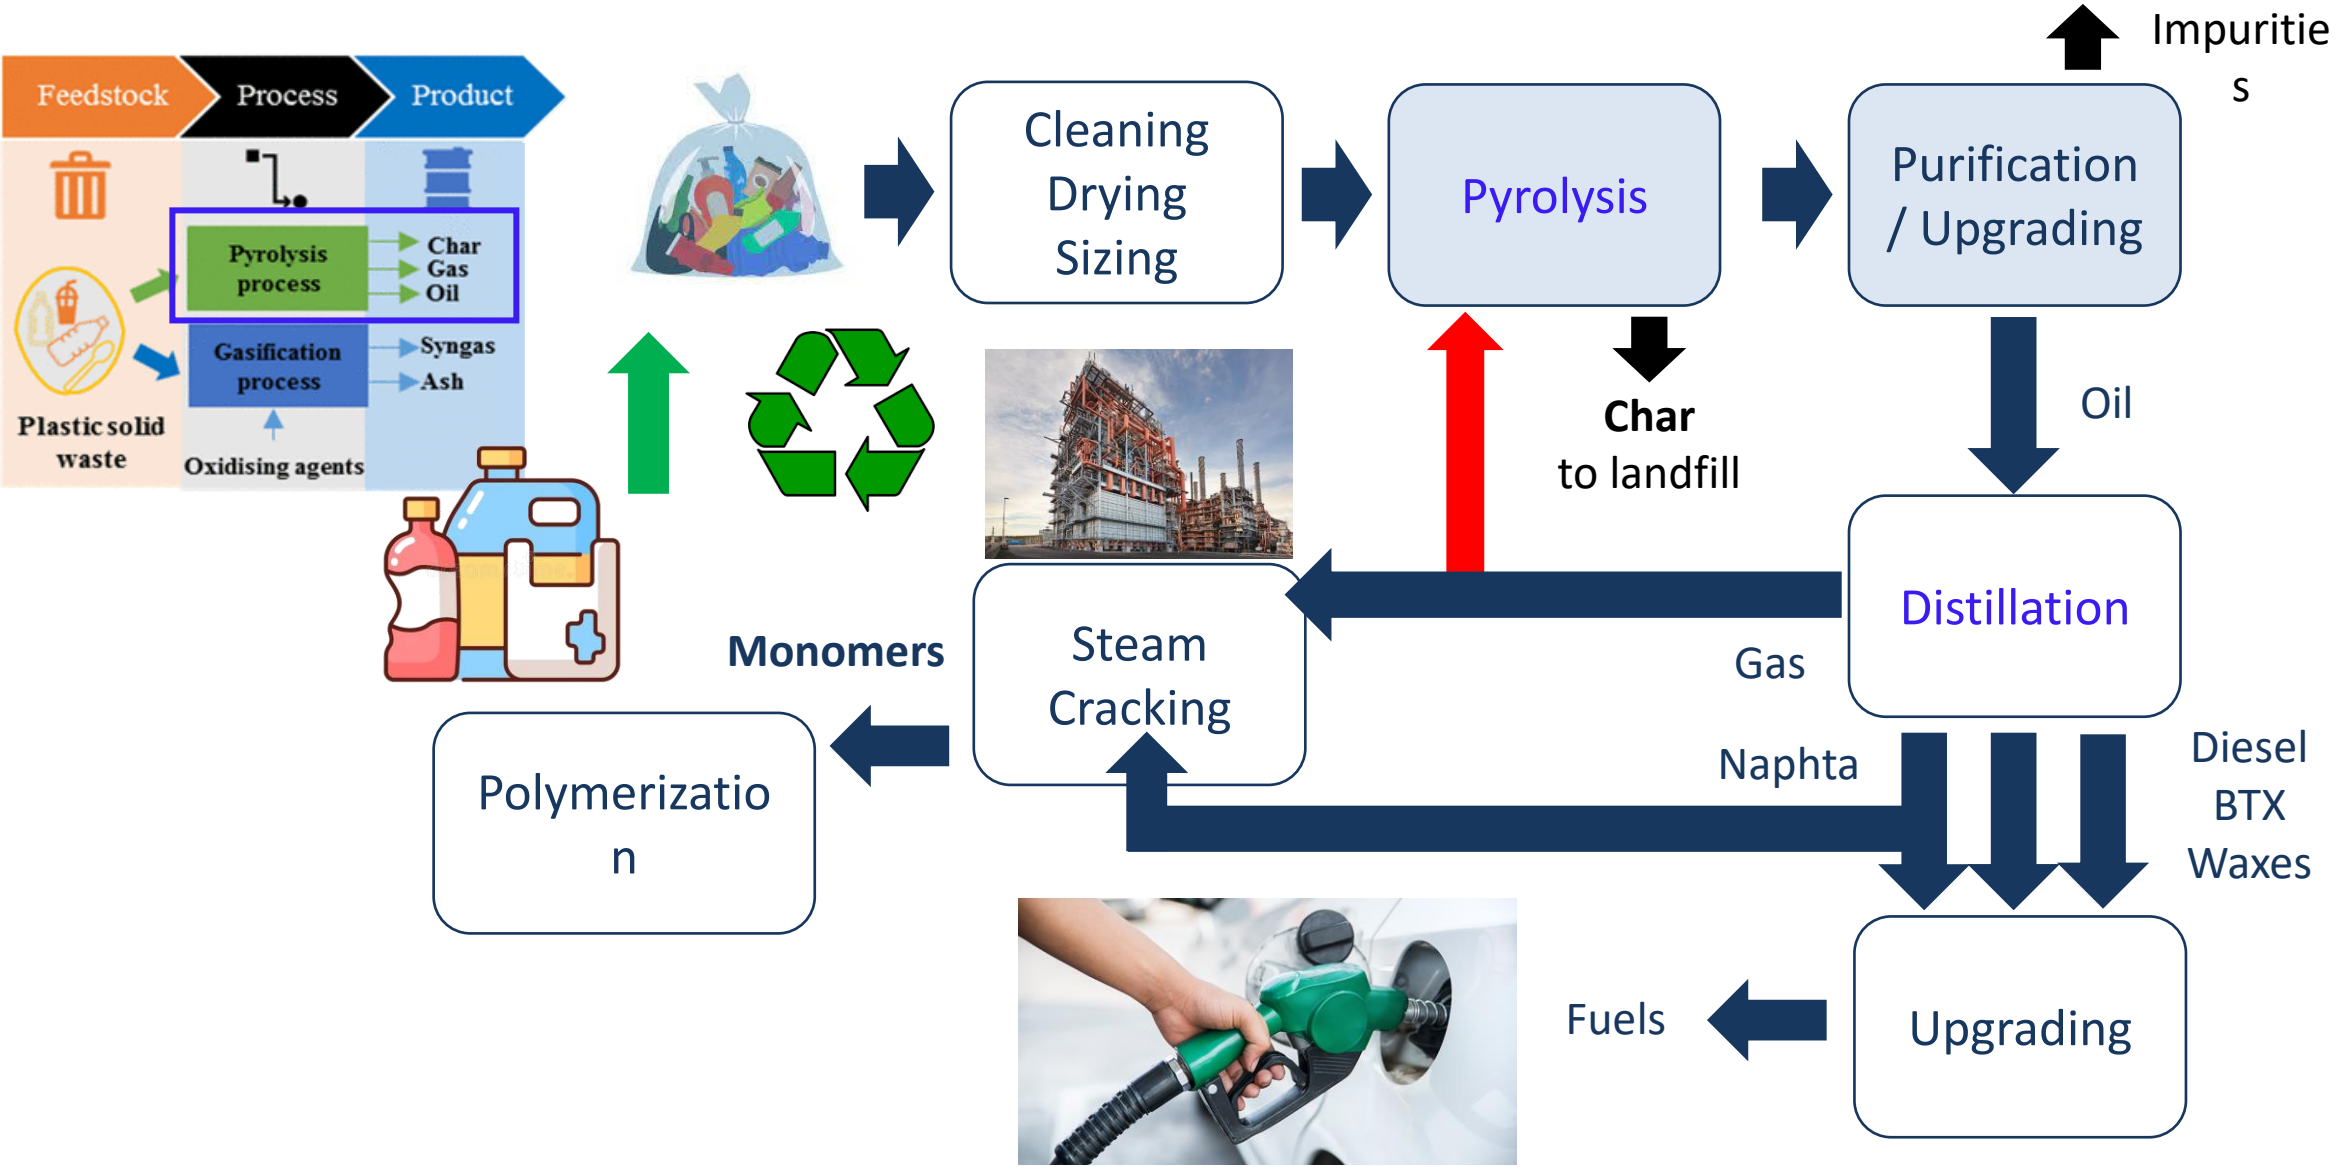 Feedstock
Process
Product
Pyrolysis
process
Char
Gas
Oil
Gasification
process
Syngas
Ash
Plastic solid
waste
Oxidising agents
Cleaning
Drying
Sizing
Pyrolysis
Purification
/ Upgrading
Impuritie
s
Char
to landfill
Oil
Distillation
Gas
Steam
Cracking
Monomers
Polymerizatio
n
Naphta
Diesel
BTX
Waxes
Upgrading
Fuels